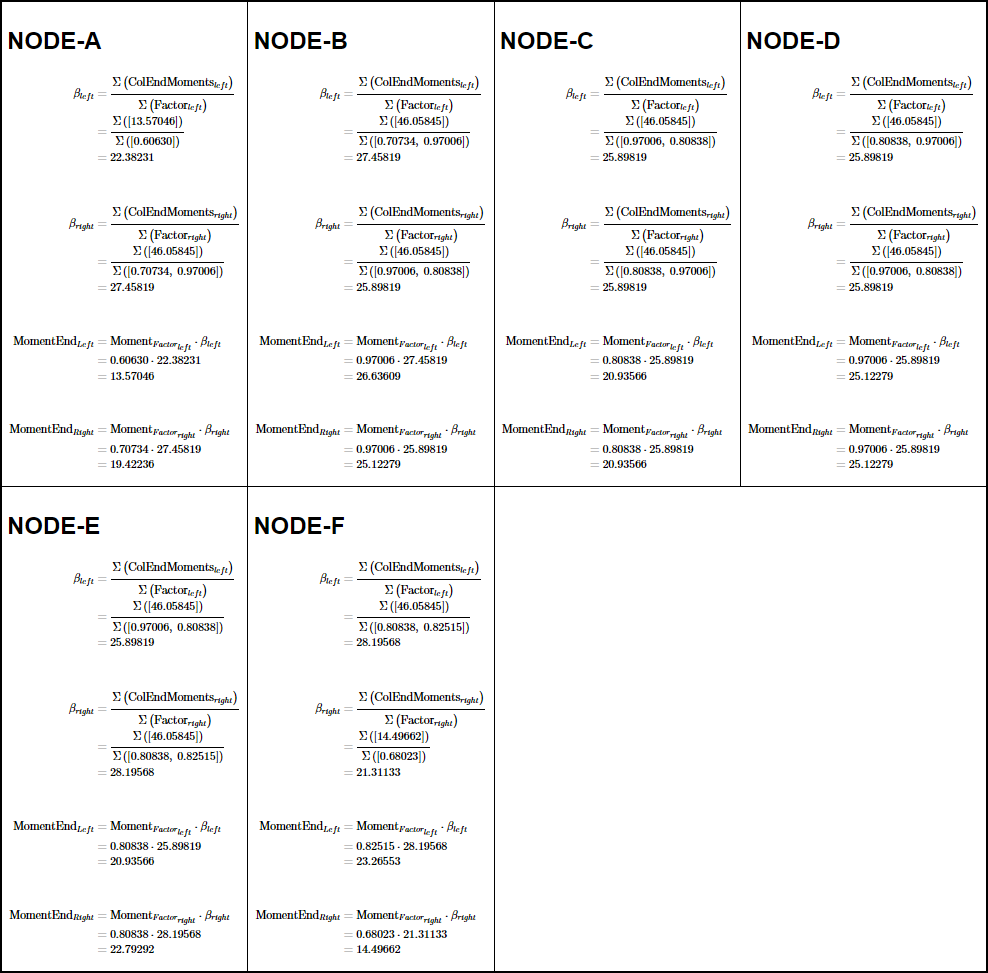 NODE-A
β_left = Σ (ColEndMoments_left) / Σ (Factor_left)
= Σ ([13.57046]) / Σ ([0.60630])
= 22.38231
β_right = Σ (ColEndMoments_right) / Σ (Factor_right)
= Σ ([46.05845]) / Σ ([0.70734, 0.97006])
= 27.45819
MomentEnd_Left = Moment_Factor_left · β_left
= 0.60630 · 22.38231
= 13.57046
MomentEnd_Right = Moment_Factor_right · β_right
= 0.70734 · 27.45819
= 19.42236
NODE-B
β_left = Σ (ColEndMoments_left) / Σ (Factor_left)
= Σ ([46.05845]) / Σ ([0.70734, 0.97006])
= 27.45819
β_right = Σ (ColEndMoments_right) / Σ (Factor_right)
= Σ ([46.05845]) / Σ ([0.97006, 0.80838])
= 25.89819
MomentEnd_Left = Moment_Factor_left · β_left
= 0.97006 · 27.45819
= 26.63609
MomentEnd_Right = Moment_Factor_right · β_right
= 0.97006 · 25.89819
= 25.12279
NODE-C
β_left = Σ (ColEndMoments_left) / Σ (Factor_left)
= Σ ([46.05845]) / Σ ([0.97006, 0.80838])
= 25.89819
β_right = Σ (ColEndMoments_right) / Σ (Factor_right)
= Σ ([46.05845]) / Σ ([0.80838, 0.97006])
= 25.89819
MomentEnd_Left = Moment_Factor_left · β_left
= 0.80838 · 25.89819
= 20.93566
MomentEnd_Right = Moment_Factor_right · β_right
= 0.80838 · 25.89819
= 20.93566
NODE-D
β_left = Σ (ColEndMoments_left) / Σ (Factor_left)
= Σ ([46.05845]) / Σ ([0.80838, 0.97006])
= 25.89819
β_right = Σ (ColEndMoments_right) / Σ (Factor_right)
= Σ ([46.05845]) / Σ ([0.97006, 0.80838])
= 25.89819
MomentEnd_Left = Moment_Factor_left · β_left
= 0.97006 · 25.89819
= 25.12279
MomentEnd_Right = Moment_Factor_right · β_right
= 0.97006 · 25.89819
= 25.12279
NODE-E
β_left = Σ (ColEndMoments_left) / Σ (Factor_left)
= Σ ([46.05845]) / Σ ([0.97006, 0.80838])
= 25.89819
β_right = Σ (ColEndMoments_right) / Σ (Factor_right)
= Σ ([46.05845]) / Σ ([0.80838, 0.82515])
= 28.19568
MomentEnd_Left = Moment_Factor_left · β_left
= 0.80838 · 25.89819
= 20.93566
MomentEnd_Right = Moment_Factor_right · β_right
= 0.80838 · 28.19568
= 22.79292
NODE-F
β_left = Σ (ColEndMoments_left) / Σ (Factor_left)
= Σ ([46.05845]) / Σ ([0.80838, 0.82515])
= 28.19568
β_right = Σ (ColEndMoments_right) / Σ (Factor_right)
= Σ ([14.49662]) / Σ ([0.68023])
= 21.31133
MomentEnd_Left = Moment_Factor_left · β_left
= 0.82515 · 28.19568
= 23.26553
MomentEnd_Right = Moment_Factor_right · β_right
= 0.68023 · 21.31133
= 14.49662